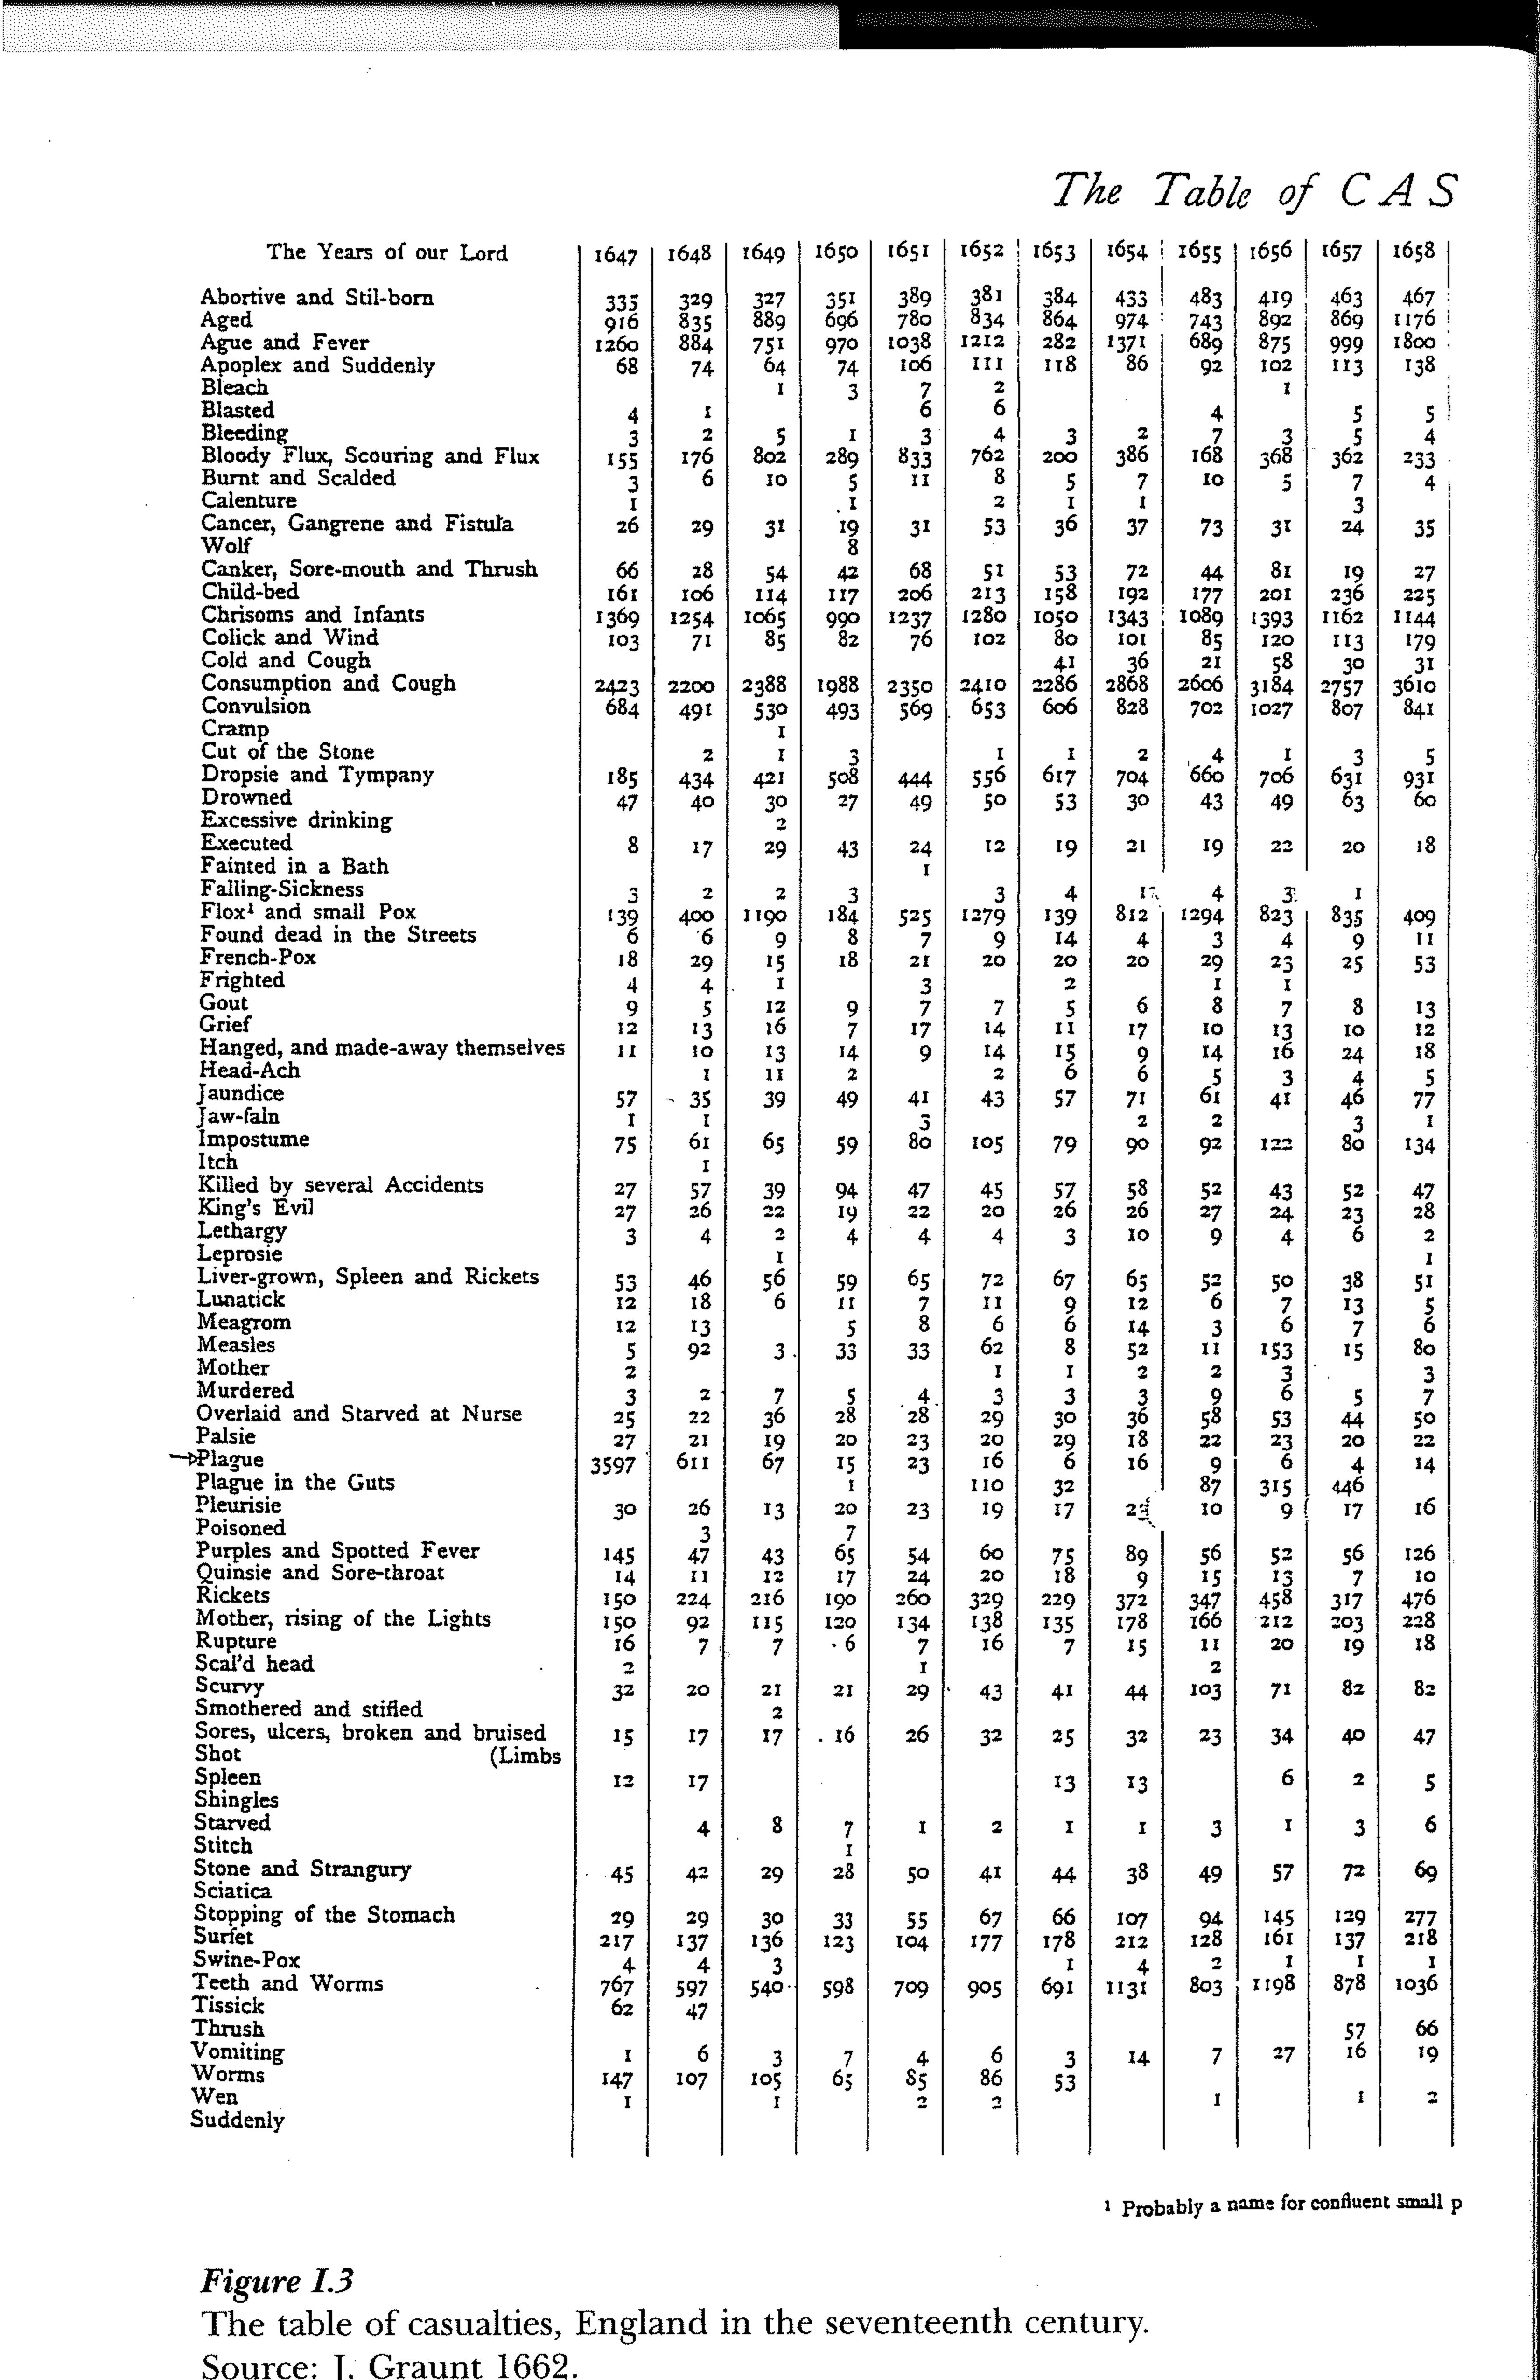 The Table of CAS
The Years of our Lord 1647 1648 1649 1650 1651 1652 1653 1654 1655 1656 1657 1658
Abortive and Stil-born 335 329 327 351 389 381 384 433 483 419 463 467
Aged 916 835 889 696 780 834 864 974 743 892 869 1176
Ague and Fever 1260 884 751 970 1038 1212 282 1371 689 875 999 1800
Apoplex and Suddenly 68 74 64 74 106 111 118 86 92 102 113 138
Bleach 1 3 7 2 1
Blasted 4 1 6 6 4 5 5
Bleeding 3 2 5 1 3 4 3 2 7 3 5 4
Bloody Flux, Scouring and Flux 155 176 802 289 833 762 200 386 168 368 362 233
Burnt and Scalded 3 6 10 5 11 8 5 7 10 5 7 4
Calenture 1 1 2 1 1 3
Cancer, Gangrene and Fistula 26 29 31 19 31 53 36 37 73 31 24 35
Wolf 8
Canker, Sore-mouth and Thrush 66 28 54 42 68 51 53 72 44 81 19 27
Child-bed 161 106 114 117 206 213 158 192 177 201 236 225
Chrisoms and Infants 1369 1254 1065 990 1237 1280 1050 1343 1089 1393 1162 1144
Colick and Wind 103 71 85 82 76 102 80 101 85 120 113 179
Cold and Cough 41 36 21 58 30 31
Consumption and Cough 2423 2200 2388 1988 2350 2410 2286 2868 2606 3184 2757 3610
Convulsion 684 491 530 493 569 653 606 828 702 1027 807 841
Cramp 1
Cut of the Stone 2 1 3 1 1 2 4 1 3 5
Dropsie and Tympany 185 434 421 508 444 556 617 704 660 706 631 931
Drowned 47 40 30 27 49 50 53 30 43 49 63 60
Excessive drinking 2
Executed 8 17 29 43 24 12 19 21 19 22 20 18
Fainted in a Bath 1
Falling-Sickness 3 2 2 3 3 4 1 4 3 1
Flox¹ and small Pox 139 400 1190 184 525 1279 139 812 1294 823 835 409
Found dead in the Streets 6 6 9 8 7 9 14 4 3 4 9 11
French-Pox 18 29 15 18 21 20 20 20 29 23 25 53
Frighted 4 4 1 3 2 1 1
Gout 9 5 12 9 7 7 5 6 8 7 8 13
Grief 12 13 16 7 17 14 11 17 10 13 10 12
Hanged, and made-away themselves 11 10 13 14 9 14 15 9 14 16 24 18
Head-Ach 1 11 2 2 6 6 5 3 4 5
Jaundice 57 35 39 49 41 43 57 71 61 41 46 77
Jaw-faln 1 1 3 2 2 3 1
Impostume 75 61 65 59 80 105 79 90 92 122 80 134
Itch 1
Killed by several Accidents 27 57 39 94 47 45 57 58 52 43 52 47
King's Evil 27 26 22 19 22 20 26 26 27 24 23 28
Lethargy 3 4 2 4 4 4 3 10 9 4 6 2
Leprosie 1 1
Liver-grown, Spleen and Rickets 53 46 56 59 65 72 67 65 52 50 38 51
Lunatick 12 18 6 11 7 11 9 12 6 7 13 5
Meagrom 12 13 5 8 6 6 14 3 6 7 6
Measles 5 92 3 33 33 62 8 52 11 153 15 80
Mother 2 1 1 2 2 3 3
Murdered 3 2 7 5 4 3 3 3 9 6 5 7
Overlaid and Starved at Nurse 25 22 36 28 28 29 30 36 58 53 44 50
Palsie 27 21 19 20 23 20 29 18 22 23 20 22
Plague 3597 611 67 15 23 16 6 16 9 6 4 14
Plague in the Guts 1 110 32 87 315 446
Pleurisie 30 26 13 20 23 19 17 10 9 17 16
Poisoned 3 7
Purples and Spotted Fever 145 47 43 65 54 60 75 89 56 52 56 126
Quinsie and Sore-throat 14 11 12 17 24 20 18 9 15 13 7 10
Rickets 150 224 216 190 260 329 229 372 347 458 317 476
Mother, rising of the Lights 150 92 115 120 134 138 135 178 166 212 203 228
Rupture 16 7 7 6 7 16 7 15 11 20 19 18
Scal'd head 2 1 2
Scurvy 32 20 21 21 29 43 41 44 103 71 82 82
Smothered and stifled 2
Sores, ulcers, broken and bruised 15 17 17 16 26 32 25 32 23 34 40 47
Shot (Limbs
Spleen 12 17 13 13 6 2 5
Shingles
Starved 4 8 7 1 2 1 1 3 1 3 6
Stitch 1
Stone and Strangury 45 42 29 28 50 41 44 38 49 57 72 69
Sciatica
Stopping of the Stomach 29 29 30 33 55 67 66 107 94 145 129 277
Surfet 217 137 136 123 104 177 178 212 128 161 137 218
Swine-Pox 4 4 3 1 4 2 1 1 1
Teeth and Worms 767 597 540 598 709 905 691 1131 803 1198 878 1036
Tissick 62 47
Thrush 57 66
Vomiting 1 6 3 7 4 6 3 14 7 27 16 19
Worms 147 107 105 65 85 86 53
Wen 1 1 2 2 1 1 2
Suddenly
¹ Probably a name for confluent small p
Figure I.3
The table of casualties, England in the seventeenth century.
Source: J. Graunt 1662.